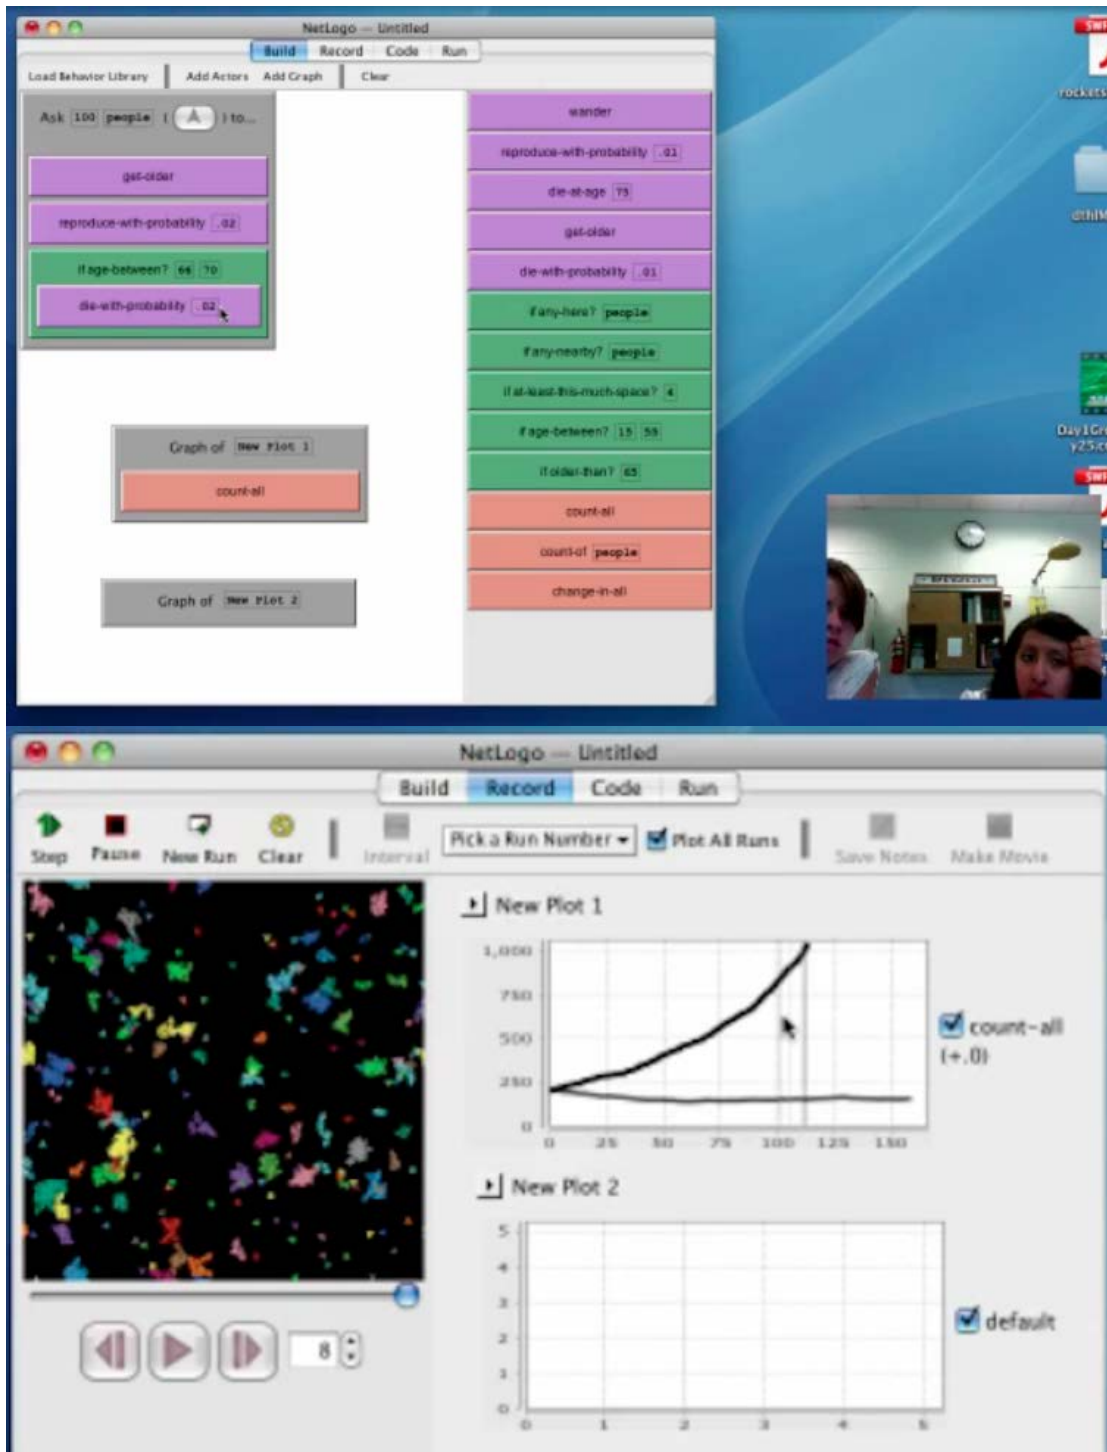 NetLogo — Untitled
Build Record Code Run
Load Behavior Library Add Actors Add Graph Clear
Ask 100 people ( ) to...
get-older
reproduce-with-probability .02
if age-between? 66 70
die-with-probability .02
Graph of New Plot 1
count-all
Graph of New Plot 2
wander
reproduce-with-probability .01
die-at-age 75
get-older
die-with-probability .01
if any-here? people
if any-nearby? people
if at-least-this-much-space? 4
if age-between? 15 55
if older-than? 65
count-all
count-of people
change-in-all
SWF
rockets
Day1Gr
y25.c
SWF
NetLogo — Untitled
Build Record Code Run
Step Pause New Run Clear Interval Pick a Run Number Plot All Runs Save Notes Make Movie
New Plot 1
1,000
750
500
250
0
0 25 50 75 100 125 150
count-all
(+.0)
New Plot 2
5
4
3
2
1
0
0 1 2 3 4 5
default
8